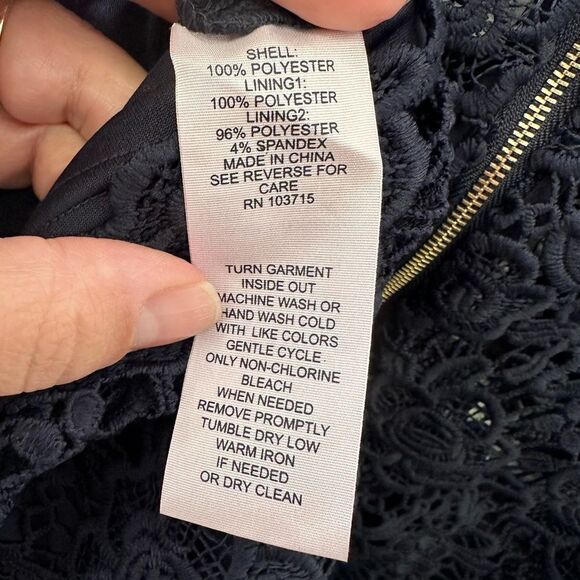 SHELL:
100% POLYESTER
LINING1:
100% POLYESTER
LINING2:
96% POLYESTER
4% SPANDEX
MADE IN CHINA
SEE REVERSE FOR
CARE
RN 103715
TURN GARMENT
INSIDE OUT
MACHINE WASH OR
HAND WASH COLD
WITH LIKE COLORS
GENTLE CYCLE.
ONLY NON-CHLORINE
BLEACH
WHEN NEEDED
REMOVE PROMPTLY
TUMBLE DRY LOW
WARM IRON
IF NEEDED
OR DRY CLEAN